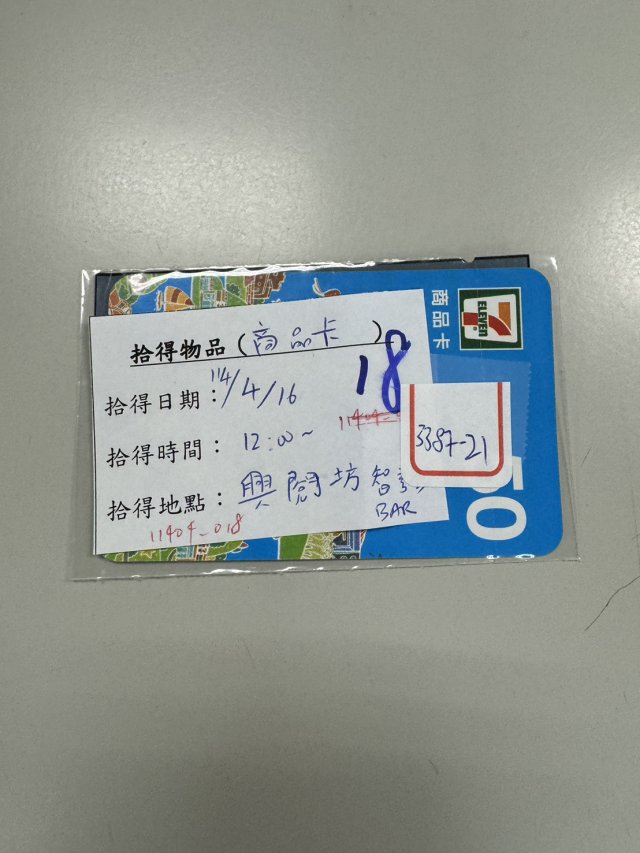 拾得物品（商品卡）
18
拾得日期：114/4/16
拾得時間：12:00~
拾得地點：興閱坊智
BAR
11404-018
3387-21
7
ELEVEN
商品卡
50